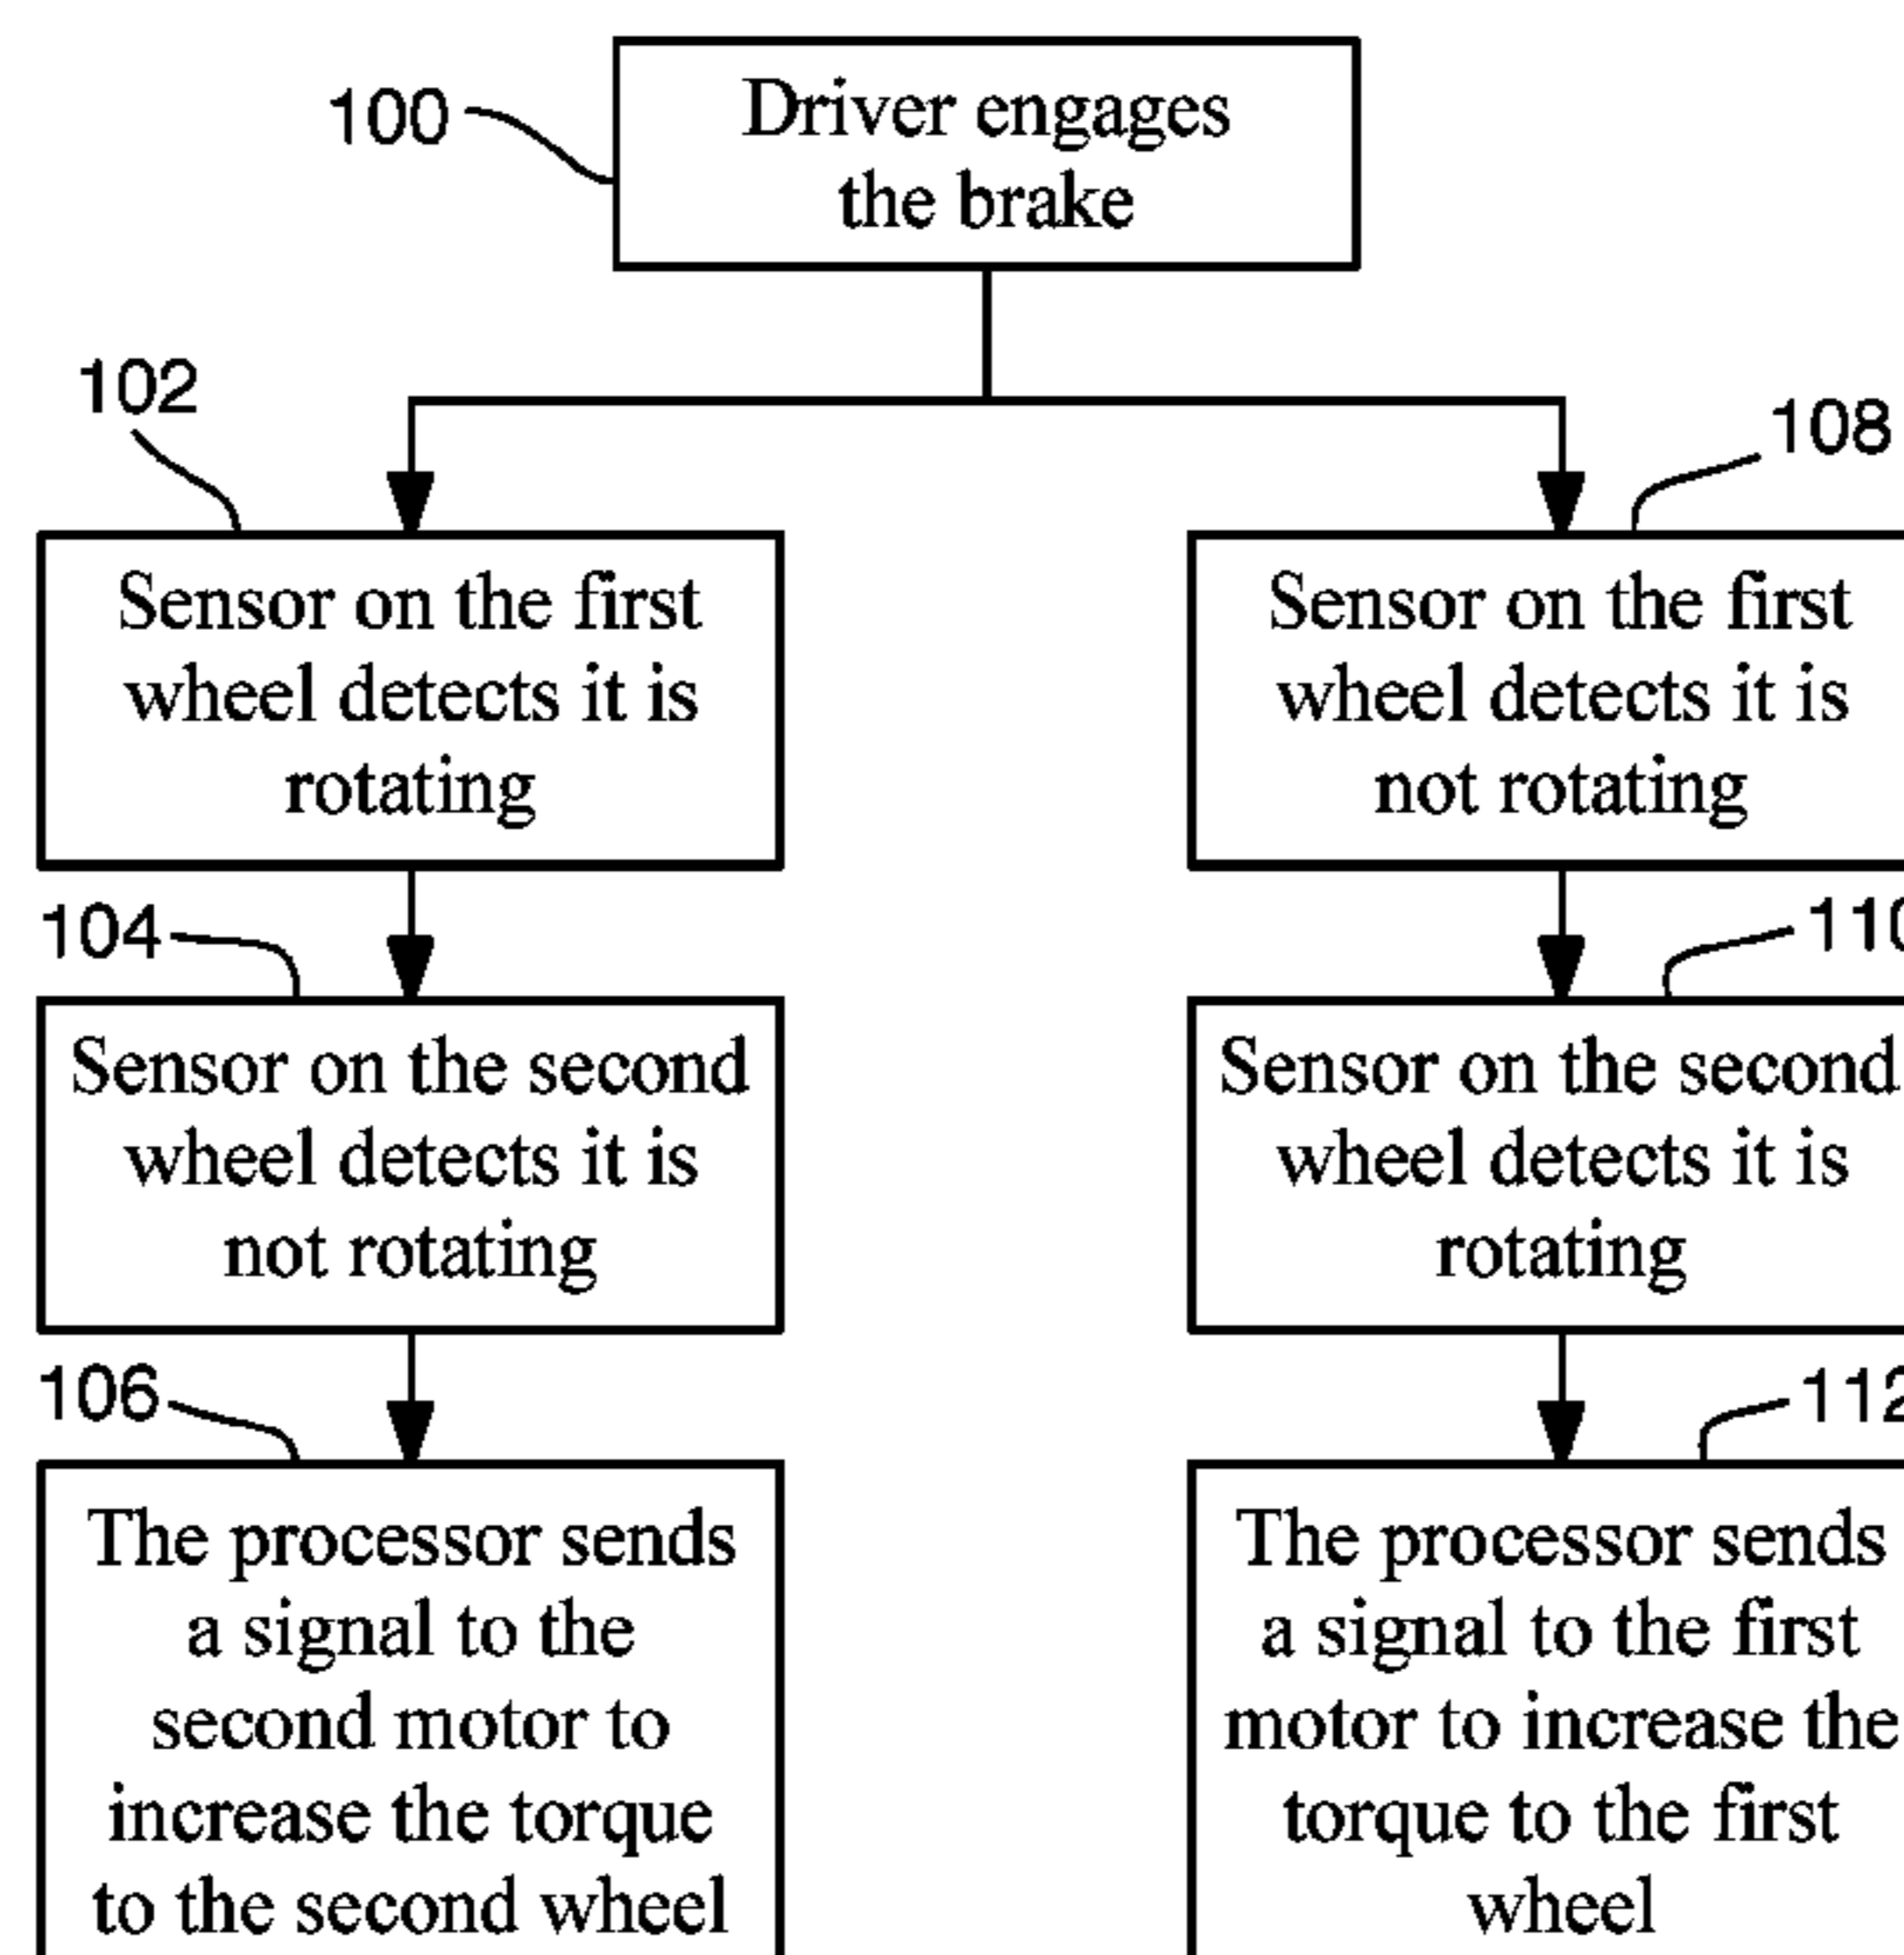 100
Driver engages
the brake
102
Sensor on the first
wheel detects it is
rotating
104
Sensor on the second
wheel detects it is
not rotating
106
The processor sends
a signal to the
second motor to
increase the torque
to the second wheel
108
Sensor on the first
wheel detects it is
not rotating
110
Sensor on the second
wheel detects it is
rotating
112
The processor sends
a signal to the first
motor to increase the
torque to the first
wheel